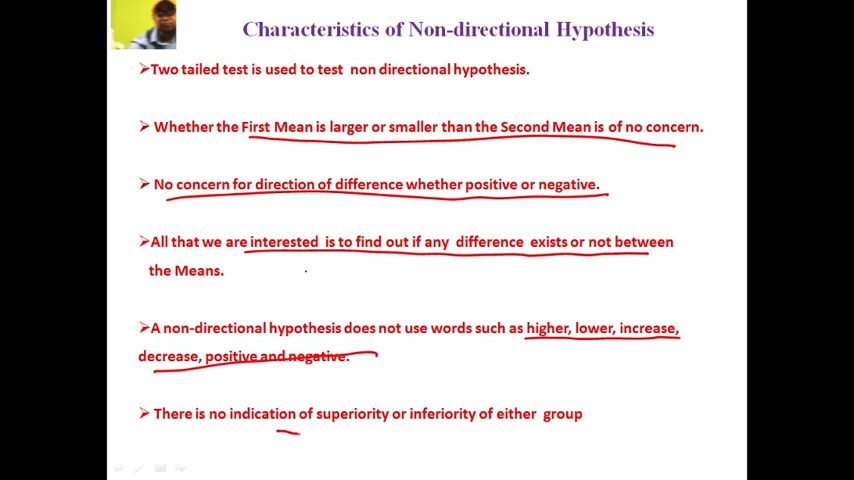 Characteristics of Non-directional Hypothesis
➢Two tailed test is used to test non directional hypothesis.
➢ Whether the First Mean is larger or smaller than the Second Mean is of no concern.
➢ No concern for direction of difference whether positive or negative.
➢All that we are interested is to find out if any difference exists or not between
the Means.
➢A non-directional hypothesis does not use words such as higher, lower, increase,
decrease, positive and negative.
➢ There is no indication of superiority or inferiority of either group